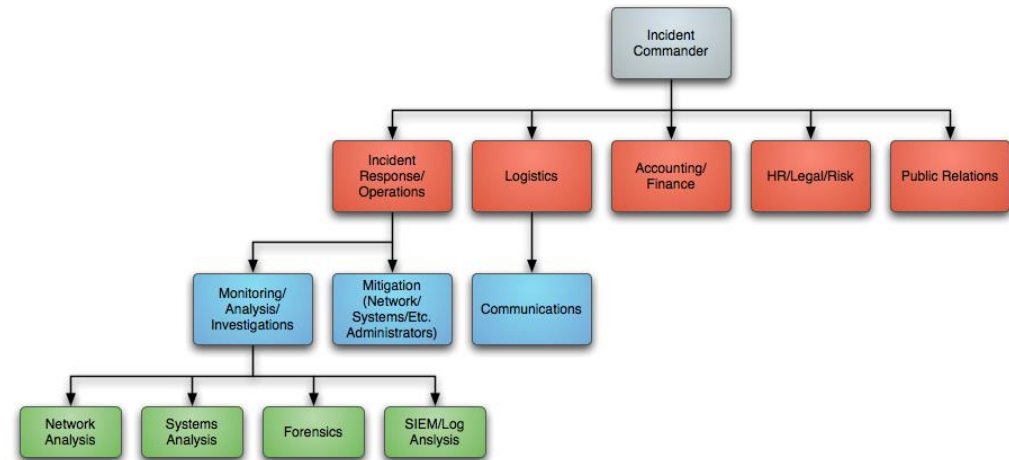 Incident
Commander
Incident
Response/
Operations
Logistics
Accounting/
Finance
HR/Legal/Risk
Public Relations
Monitoring/
Analysis/
Investigations
Mitigation
(Network/
Systems/Etc.
Administrators)
Communications
Network
Analysis
Systems
Analysis
Forensics
SIEM/Log
Anslysis